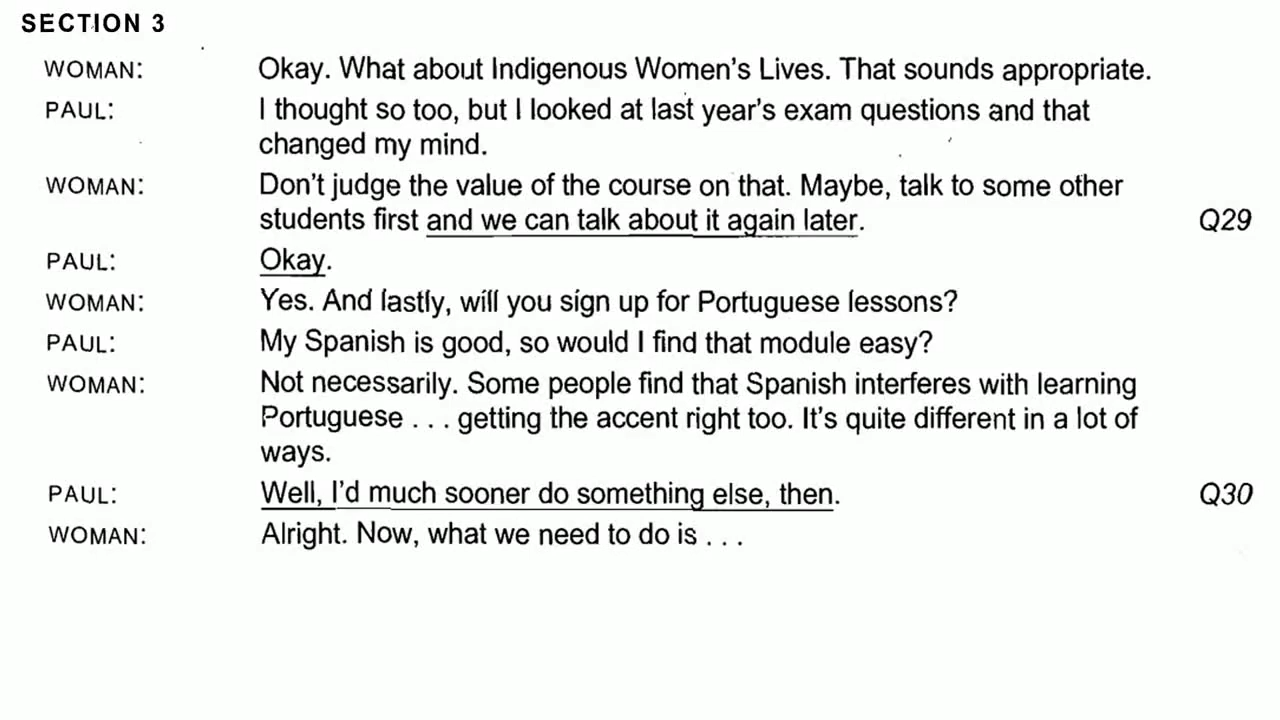 SECTION 3
WOMAN: Okay. What about Indigenous Women's Lives. That sounds appropriate.
PAUL: I thought so too, but I looked at last year's exam questions and that
changed my mind.
WOMAN: Don't judge the value of the course on that. Maybe, talk to some other
students first and we can talk about it again later. Q29
PAUL: Okay.
WOMAN: Yes. And lastly, will you sign up for Portuguese lessons?
PAUL: My Spanish is good, so would I find that module easy?
WOMAN: Not necessarily. Some people find that Spanish interferes with learning
Portuguese . . . getting the accent right too. It's quite different in a lot of
ways.
PAUL: Well, I'd much sooner do something else, then. Q30
WOMAN: Alright. Now, what we need to do is . . .